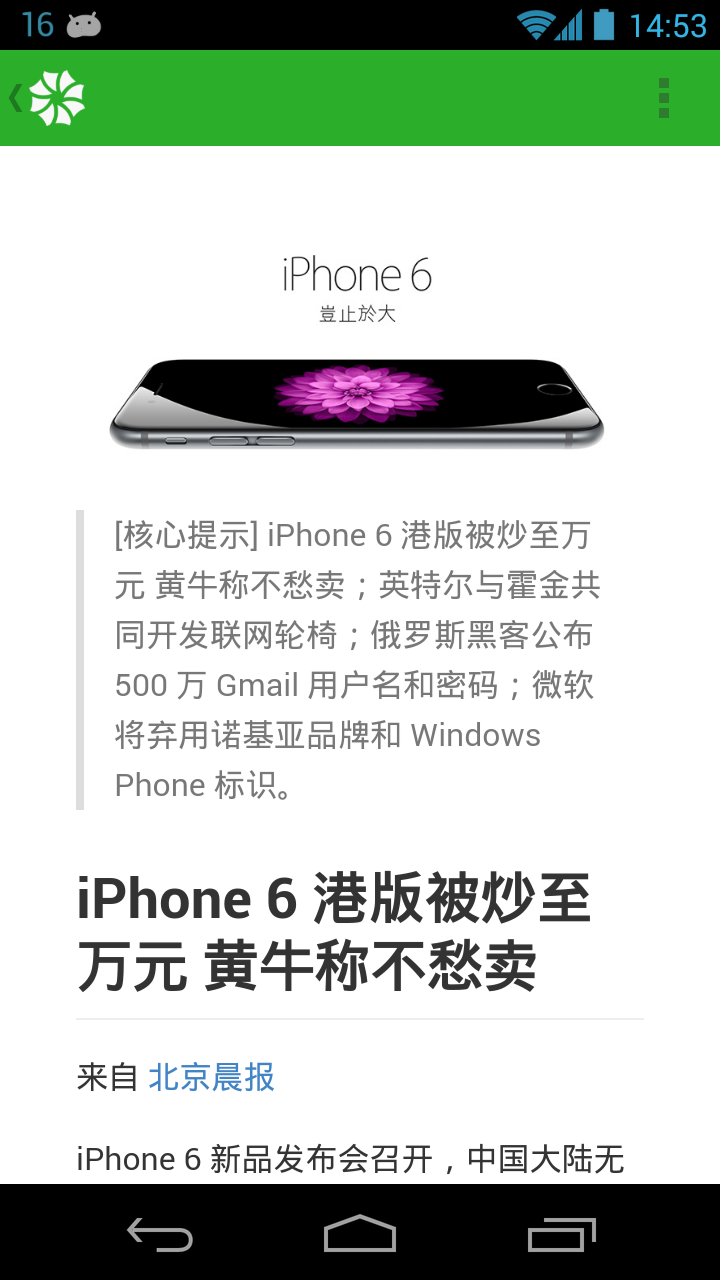 16
14:53
iPhone 6
豈止於大
[核心提示] iPhone 6 港版被炒至万
元 黄牛称不愁卖；英特尔与霍金共
同开发联网轮椅；俄罗斯黑客公布
500 万 Gmail 用户名和密码；微软
将弃用诺基亚品牌和 Windows
Phone 标识。
iPhone 6 港版被炒至
万元 黄牛称不愁卖
来自 北京晨报
iPhone 6 新品发布会召开，中国大陆无